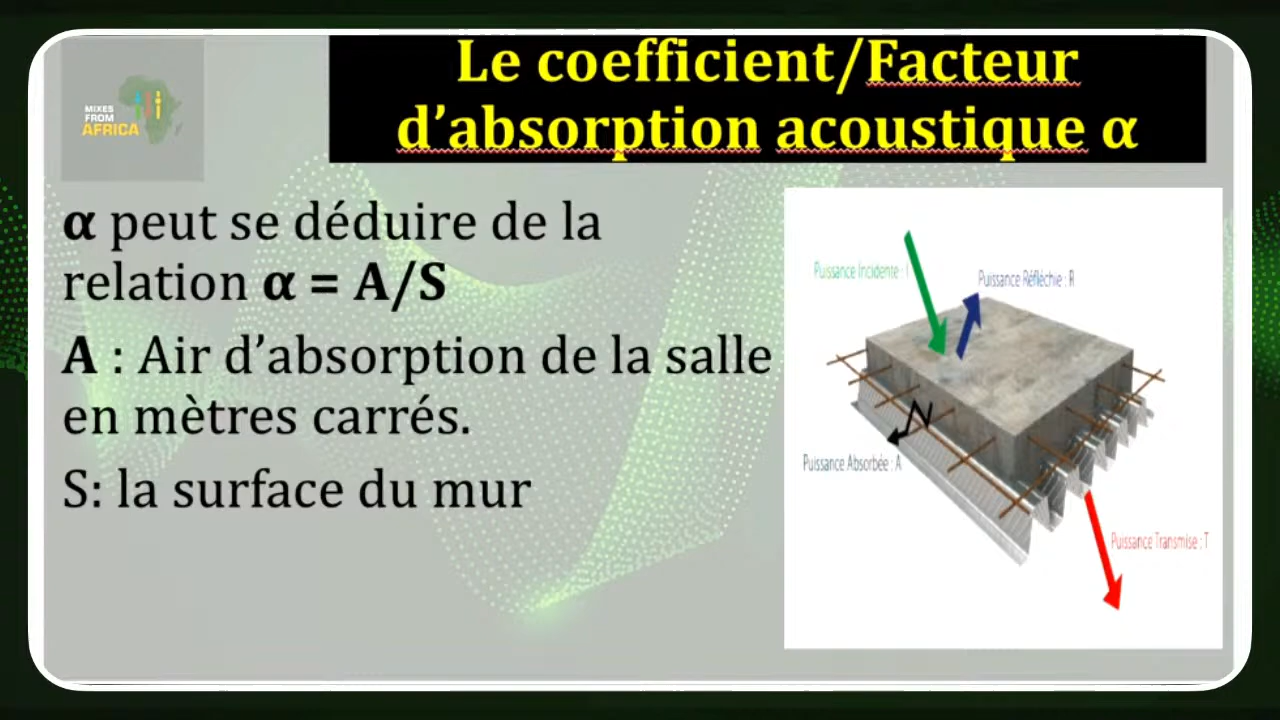 Le coefficient/Facteur
d'absorption acoustique α
MIXES
FROM
AFRICA
α peut se déduire de la
relation α = A/S
A : Air d'absorption de la salle
en mètres carrés.
S: la surface du mur
Puissance Incidente : I
Puissance Réfléchie : R
Puissance Absorbée : A
Puissance Transmise : T